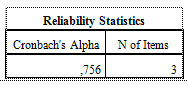 Reliability Statistics
Cronbach's Alpha N of Items
,756 3